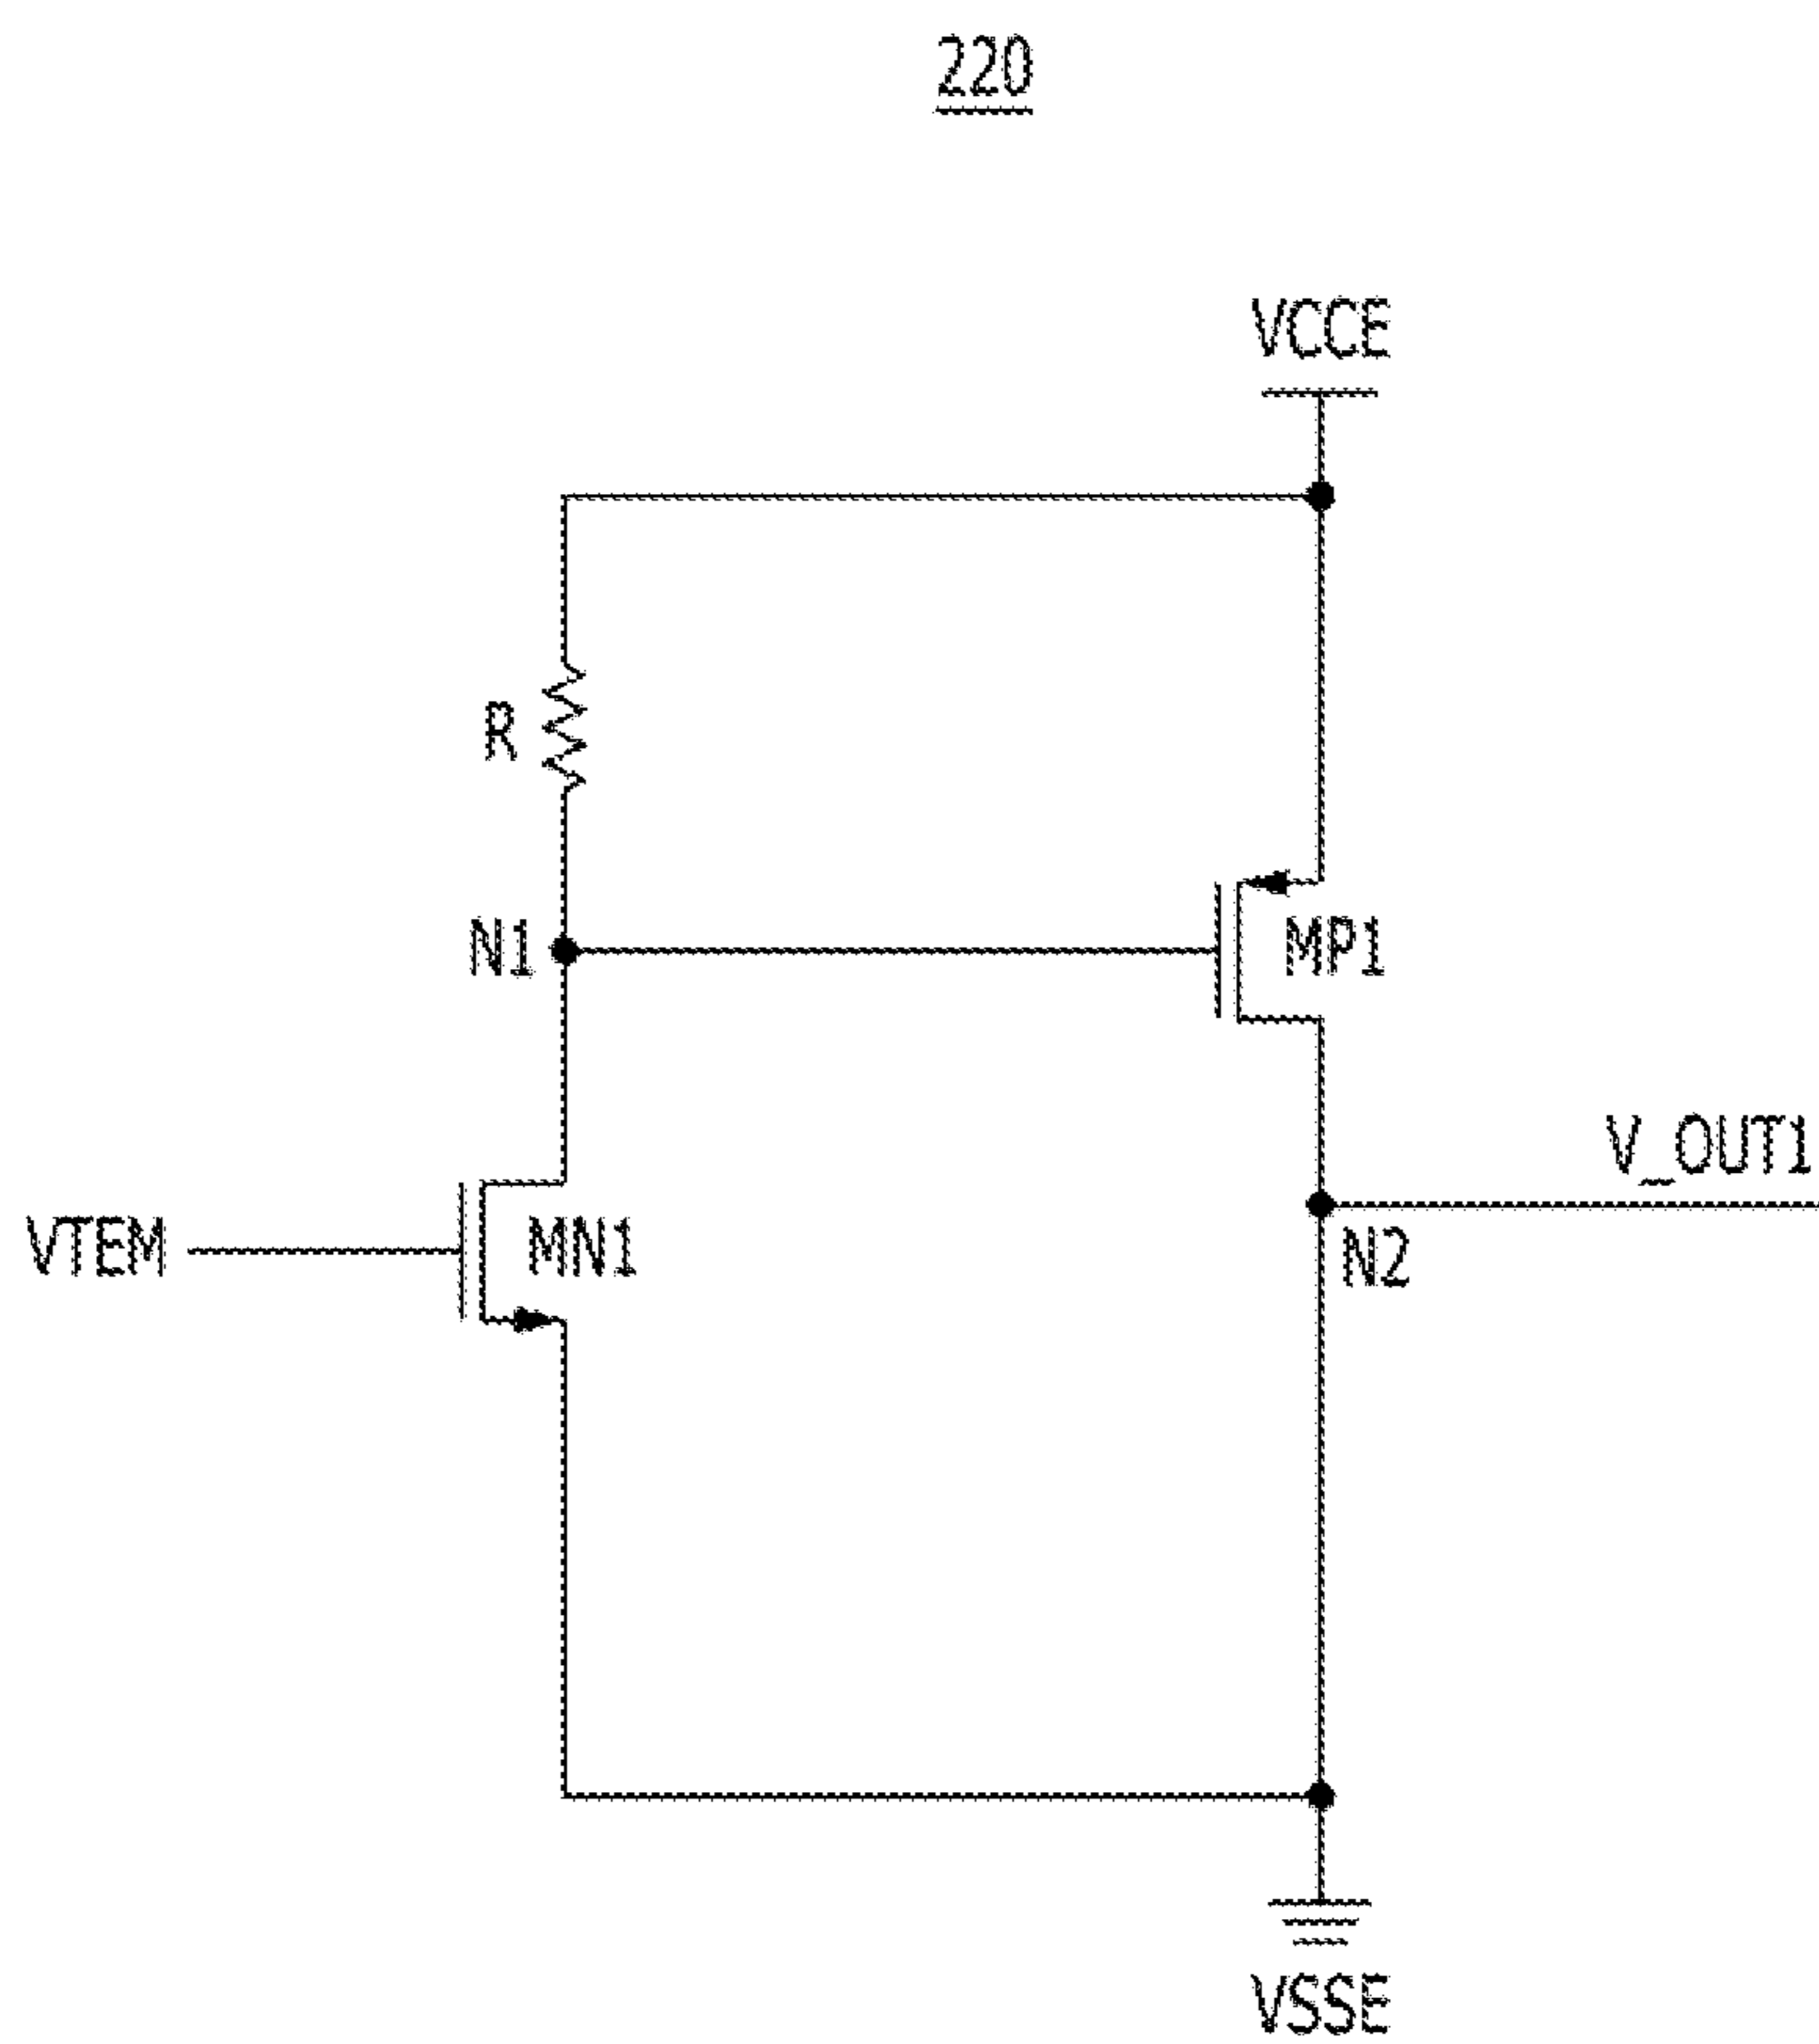 220
VCCE
R
N1
MP1
V_OUT1
VTEM
MN1
N2
VSSE